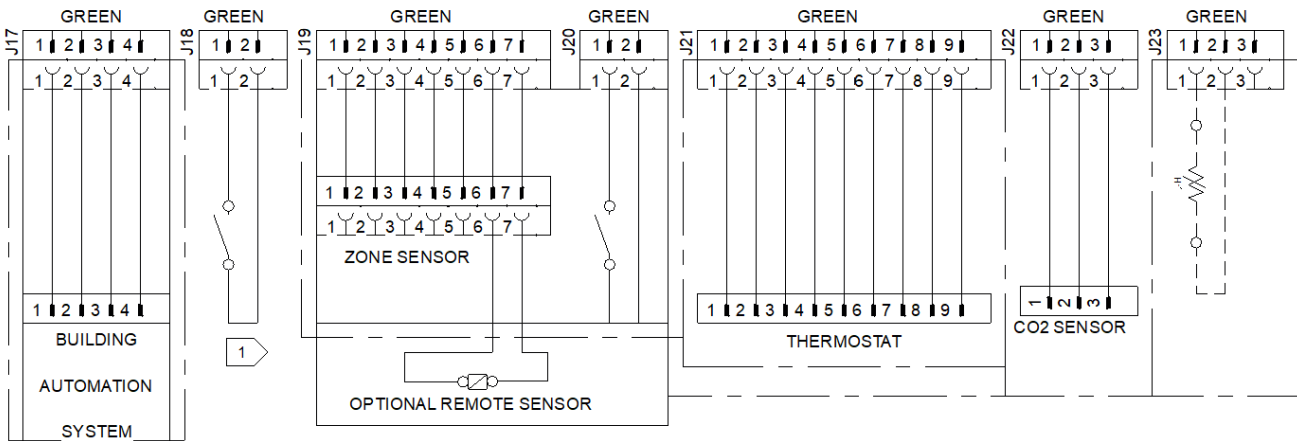 GREEN GREEN GREEN GREEN GREEN GREEN GREEN
J17 1 2 3 4 J18 1 2 J19 1 2 3 4 5 6 7 J20 1 2 J21 1 2 3 4 5 6 7 8 9 J22 1 2 3 J23 1 2 3
1 2 3 4 1 2 1 2 3 4 5 6 7 1 2 1 2 3 4 5 6 7 8 9 1 2 3 1 2 3
1 2 3 4 5 6 7
1 2 3 4 5 6 7
ZONE SENSOR
1 2 3 4 1 2 3 4 5 6 7 8 9 1 2 3
BUILDING
AUTOMATION
SYSTEM
1
THERMOSTAT
CO2 SENSOR
OPTIONAL REMOTE SENSOR